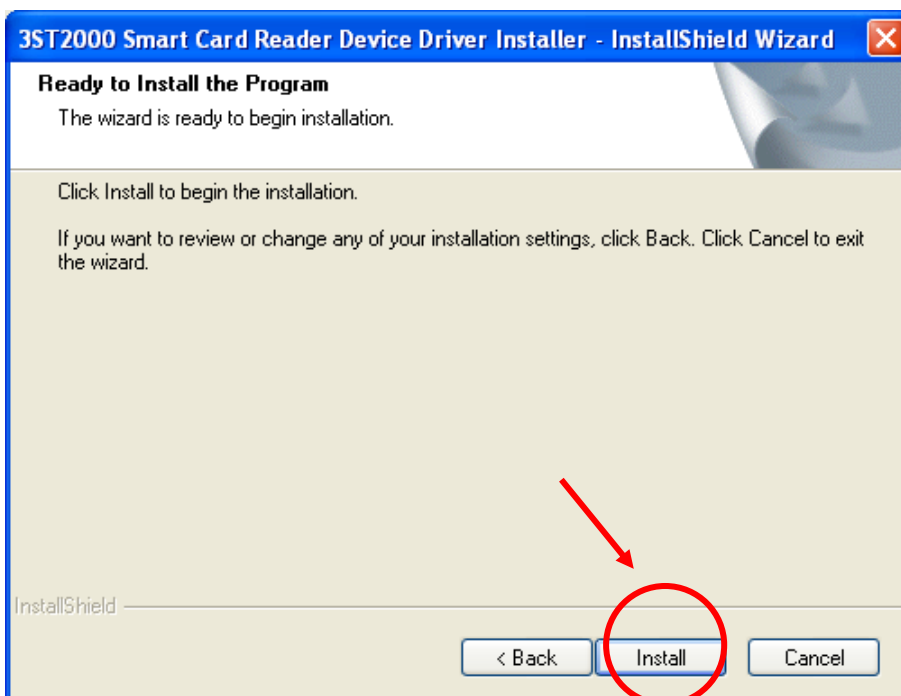 3ST2000 Smart Card Reader Device Driver Installer - InstallShield Wizard
Ready to Install the Program
The wizard is ready to begin installation.
Click Install to begin the installation.
If you want to review or change any of your installation settings, click Back. Click Cancel to exit
the wizard.
InstallShield
< Back Install Cancel